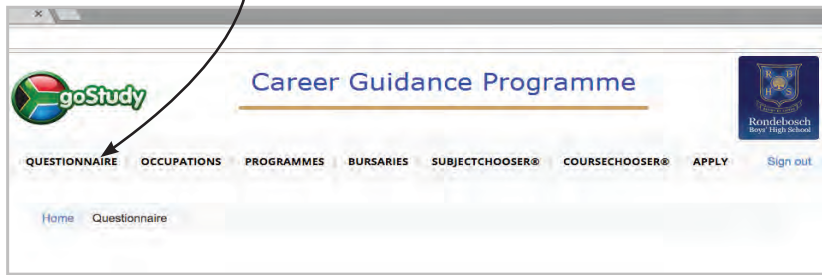 goStudy
Career Guidance Programme
R B
H S
Rondebosch
Boys' High School
QUESTIONNAIRE OCCUPATIONS PROGRAMMES BURSARIES SUBJECTCHOOSER® COURSECHOOSER® APPLY Sign out
Home Questionnaire